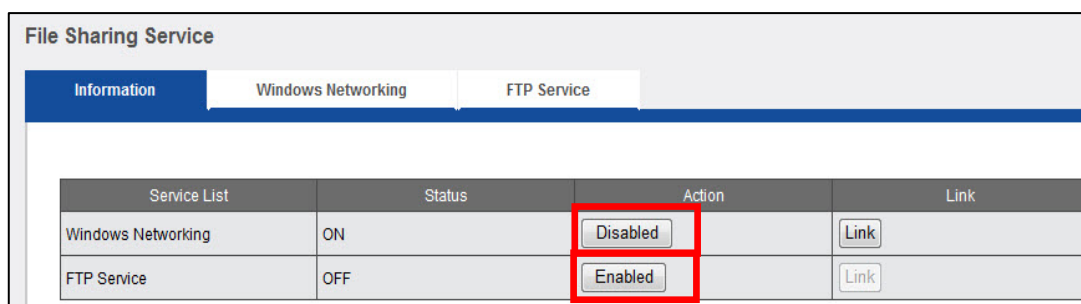 File Sharing Service
Information Windows Networking FTP Service
Service List Status Action Link
Windows Networking ON Disabled Link
FTP Service OFF Enabled Link